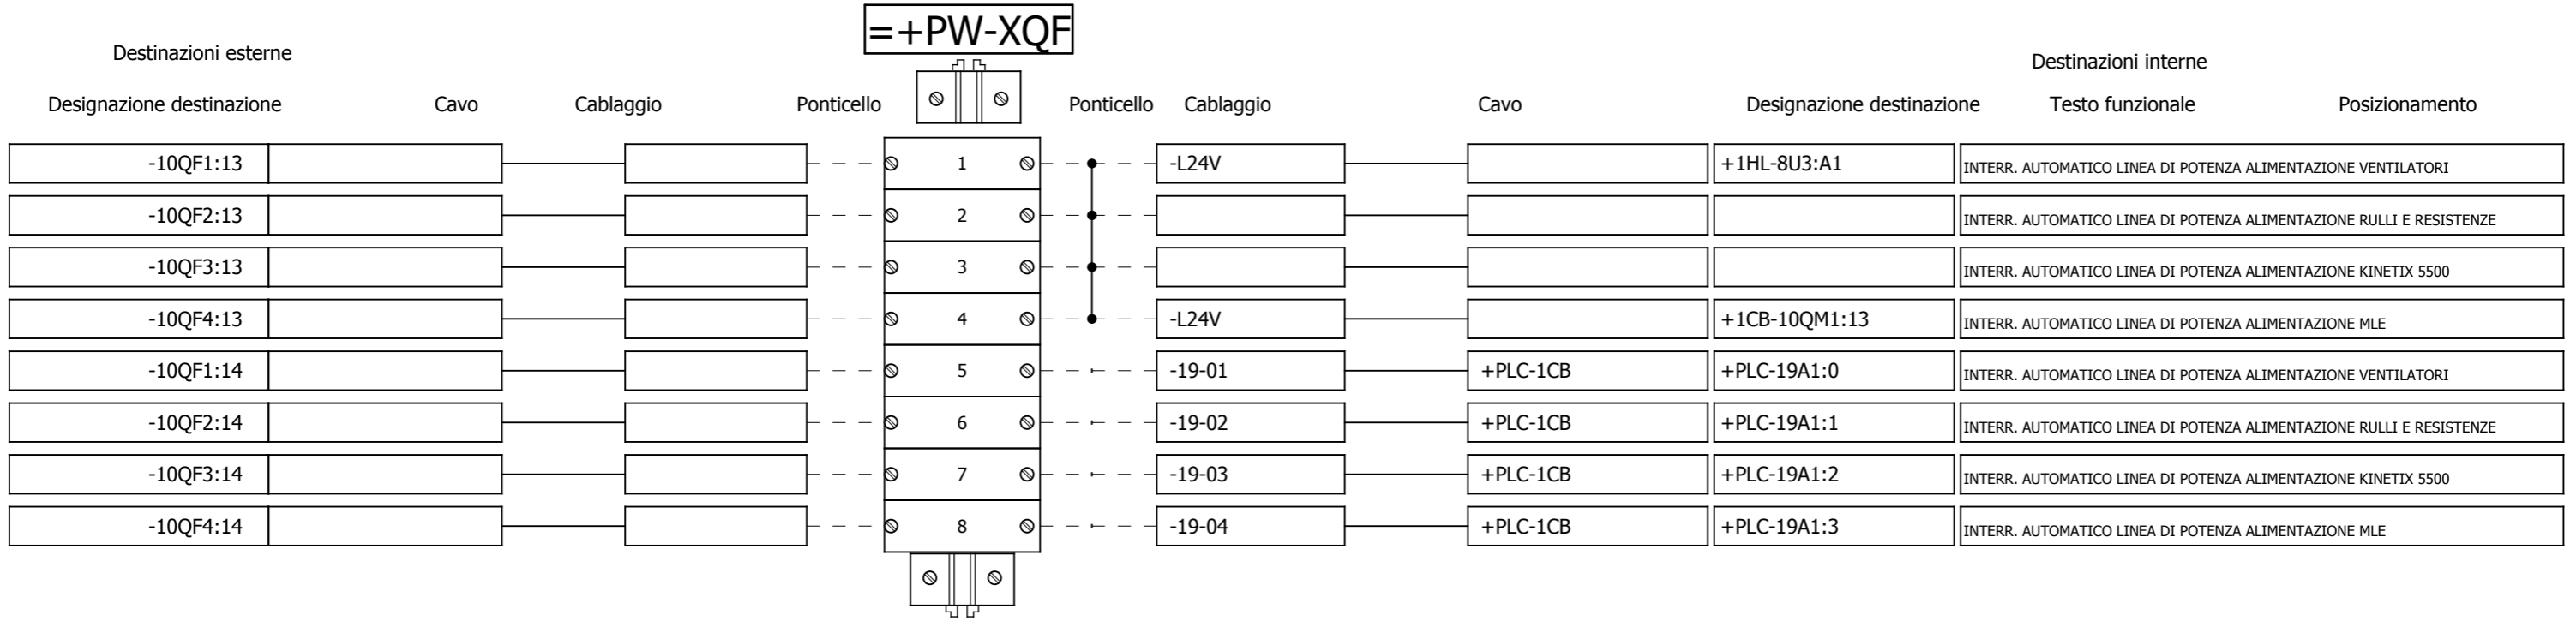 =+PW-XQF
Destinazioni esterne
Destinazioni interne
Designazione destinazione Cavo Cablaggio Ponticello Ponticello Cablaggio Cavo Designazione destinazione Testo funzionale Posizionamento
-10QF1:13 1 -L24V +1HL-8U3:A1 INTERR. AUTOMATICO LINEA DI POTENZA ALIMENTAZIONE VENTILATORI
-10QF2:13 2 INTERR. AUTOMATICO LINEA DI POTENZA ALIMENTAZIONE RULLI E RESISTENZE
-10QF3:13 3 INTERR. AUTOMATICO LINEA DI POTENZA ALIMENTAZIONE KINETIX 5500
-10QF4:13 4 -L24V +1CB-10QM1:13 INTERR. AUTOMATICO LINEA DI POTENZA ALIMENTAZIONE MLE
-10QF1:14 5 -19-01 +PLC-1CB +PLC-19A1:0 INTERR. AUTOMATICO LINEA DI POTENZA ALIMENTAZIONE VENTILATORI
-10QF2:14 6 -19-02 +PLC-1CB +PLC-19A1:1 INTERR. AUTOMATICO LINEA DI POTENZA ALIMENTAZIONE RULLI E RESISTENZE
-10QF3:14 7 -19-03 +PLC-1CB +PLC-19A1:2 INTERR. AUTOMATICO LINEA DI POTENZA ALIMENTAZIONE KINETIX 5500
-10QF4:14 8 -19-04 +PLC-1CB +PLC-19A1:3 INTERR. AUTOMATICO LINEA DI POTENZA ALIMENTAZIONE MLE